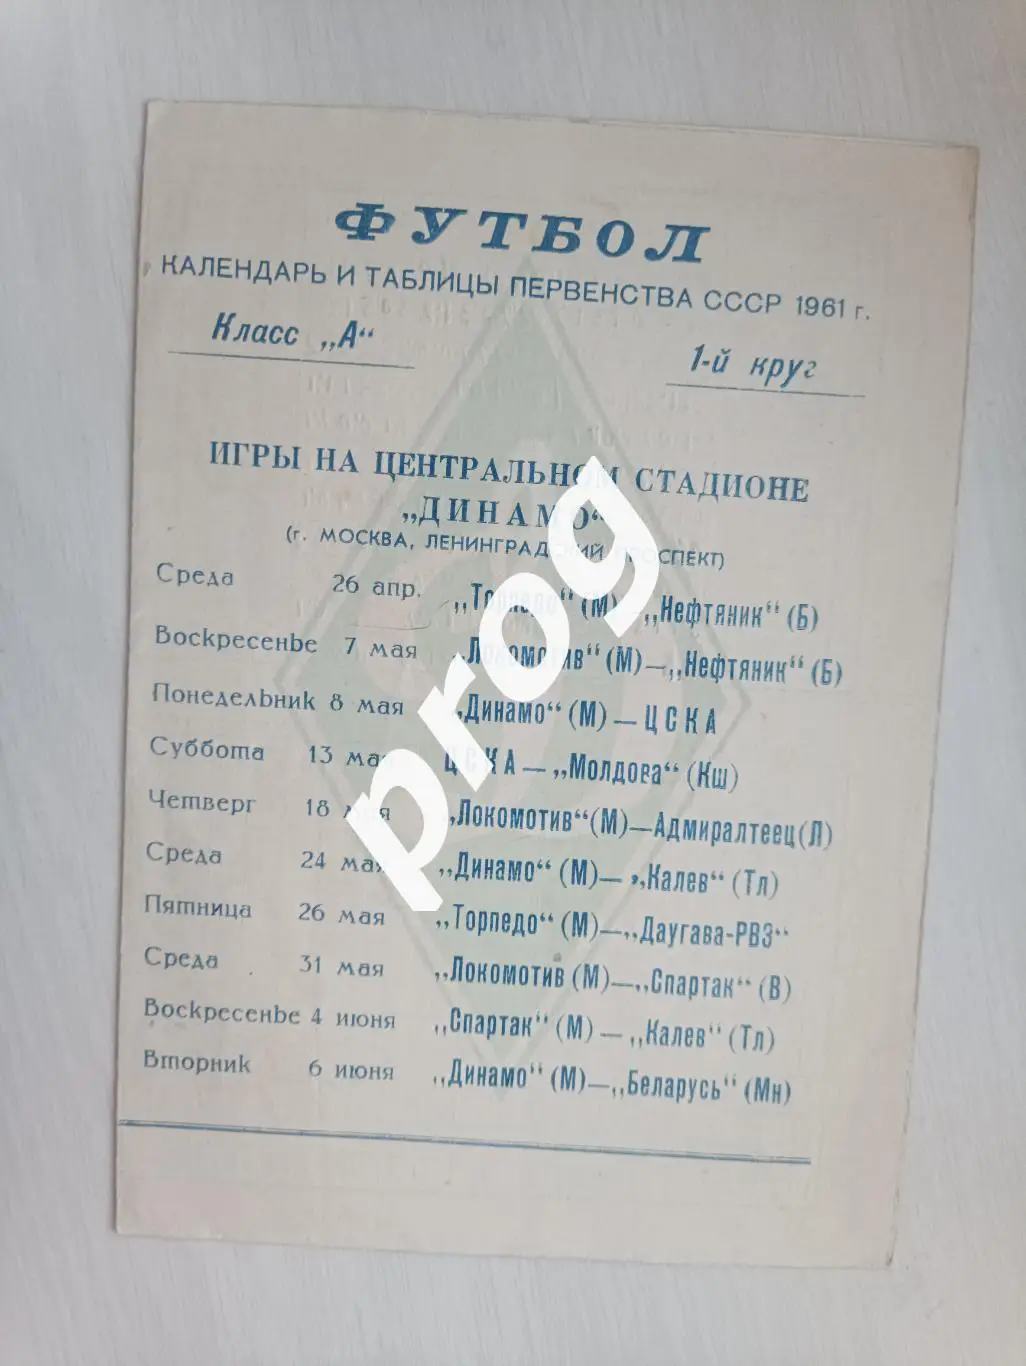 ФУТБОЛ
КАЛЕНДАРЬ И ТАБЛИЦЫ ПЕРВЕНСТВА СССР 1961 г.
Класс „А“ 1-й круг
ИГРЫ НА ЦЕНТРАЛЬНОМ СТАДИОНЕ
„ДИНАМО“
(г. МОСКВА, ЛЕНИНГРАДСКИЙ ПРОСПЕКТ)
Среда 26 апр. „Торпедо“ (М)—„Нефтяник“ (Б)
Воскресенье 7 мая „Локомотив“ (М)—„Нефтяник“ (Б)
Понедельник 8 мая „Динамо“ (М)—ЦСКА
Суббота 13 мая ЦСКА—„Молдова“ (Кш)
Четверг 18 мая „Локомотив“ (М)—Адмиралтеец (Л)
Среда 24 мая „Динамо“ (М)—„Калев“ (Тл)
Пятница 26 мая „Торпедо“ (М)—„Даугава-РВЗ“
Среда 31 мая „Локомотив (М)—„Спартак“ (В)
Воскресенье 4 июня „Спартак“ (М)—„Калев“ (Тл)
Вторник 6 июня „Динамо“ (М)—„Беларусь“ (Мн)
prog